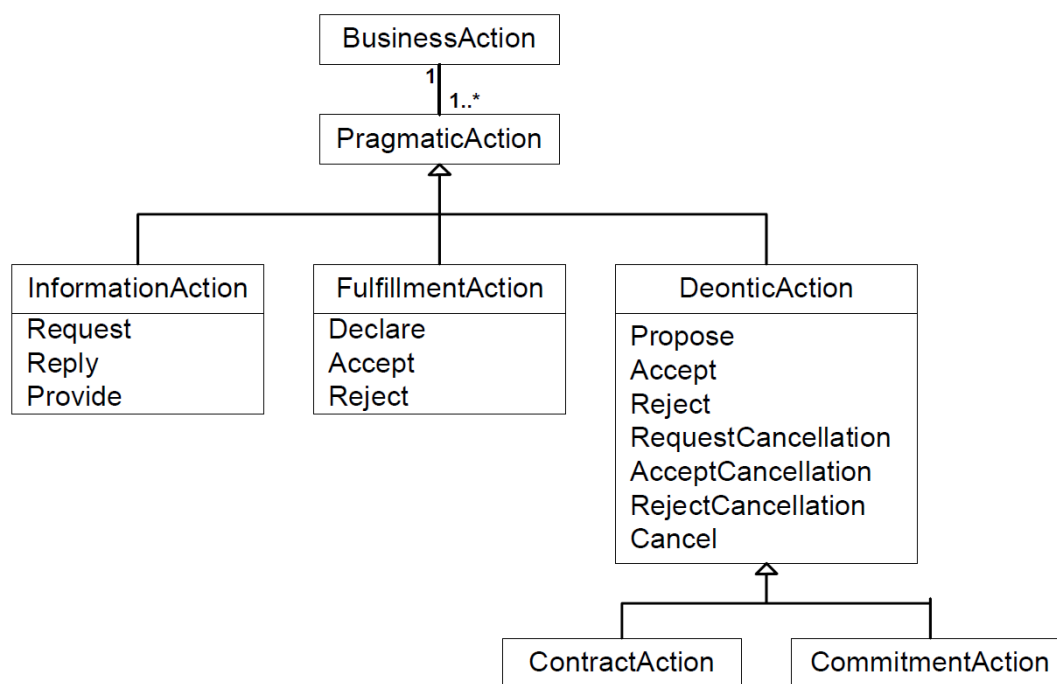 BusinessAction
1
1..*
PragmaticAction
InformationAction
Request
Reply
Provide
FulfillmentAction
Declare
Accept
Reject
DeonticAction
Propose
Accept
Reject
RequestCancellation
AcceptCancellation
RejectCancellation
Cancel
ContractAction
CommitmentAction